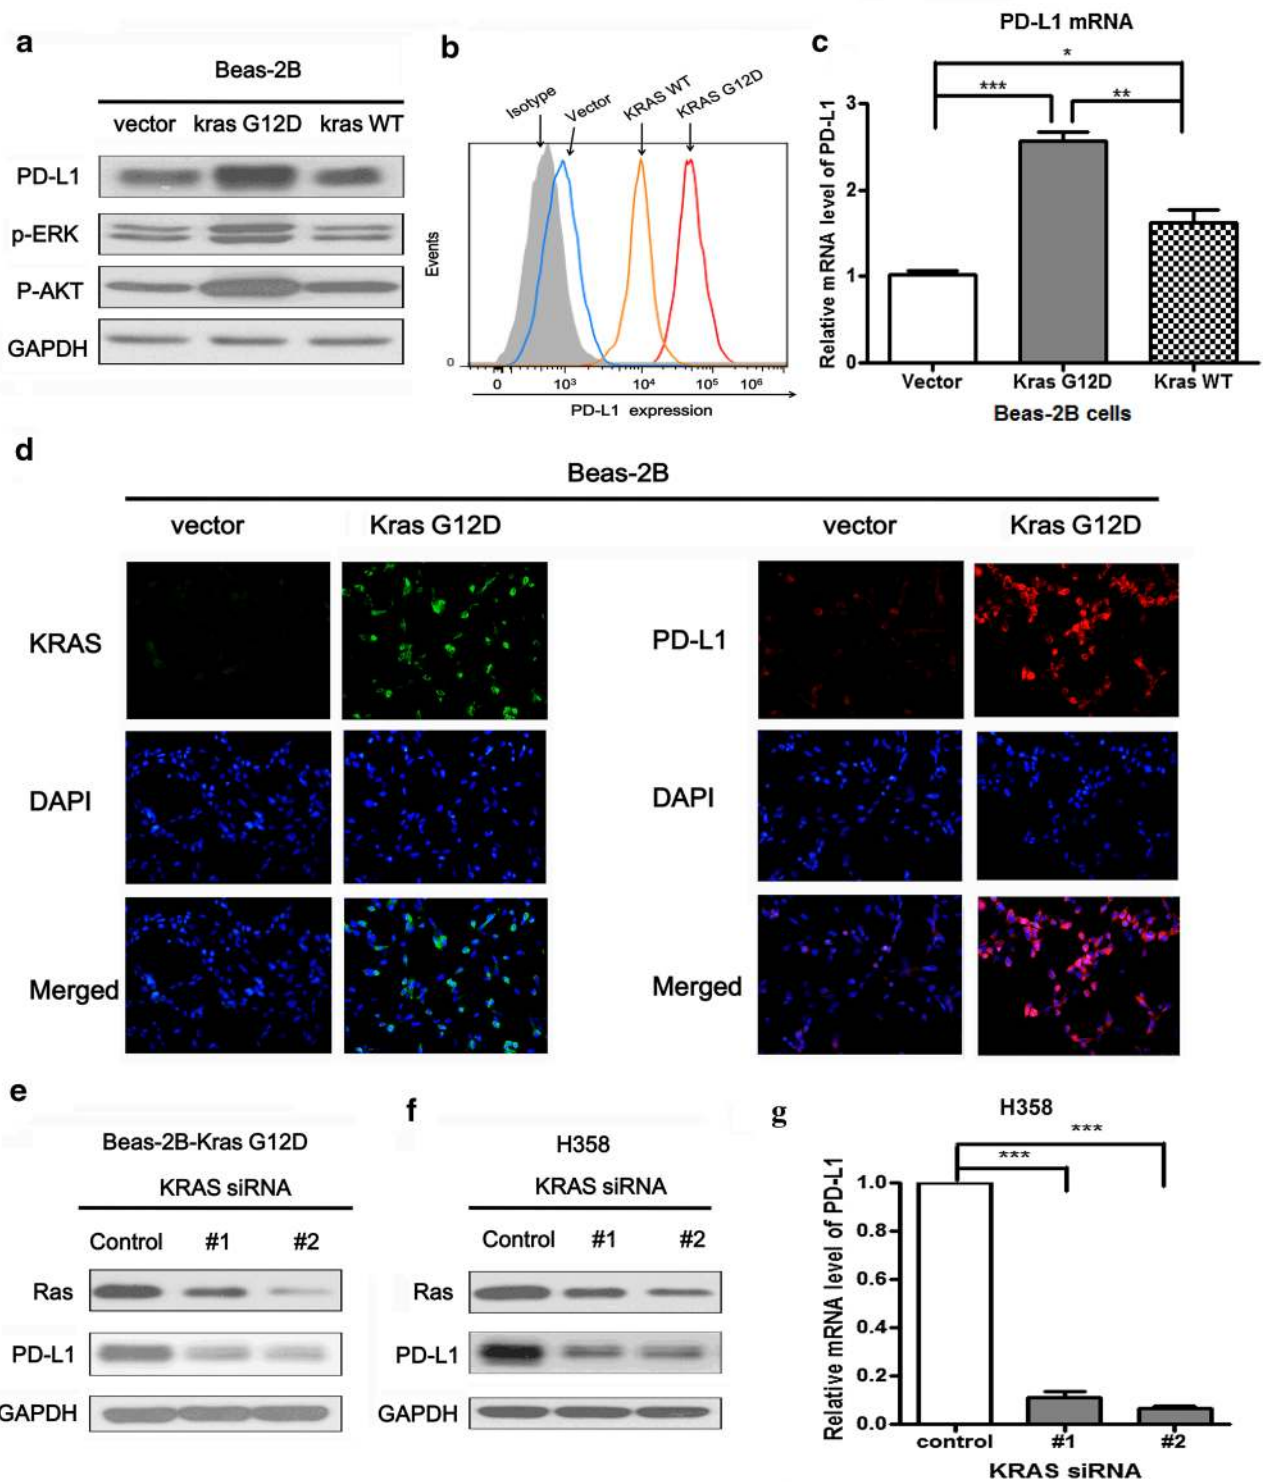 a
Beas-2B
vector kras G12D kras WT
PD-L1
p-ERK
P-AKT
GAPDH
b
Isotype
Vector
KRAS WT
KRAS G12D
Events
0
0 10³ 10⁴ 10⁵ 10⁶
PD-L1 expression
c
PD-L1 mRNA
*
*** **
Relative mRNA level of PD-L1
3
2
1
0
Vector Kras G12D Kras WT
Beas-2B cells
d
Beas-2B
vector Kras G12D vector Kras G12D
KRAS PD-L1
DAPI DAPI
Merged Merged
e
Beas-2B-Kras G12D
KRAS siRNA
Control #1 #2
Ras
PD-L1
GAPDH
f
H358
KRAS siRNA
Control #1 #2
Ras
PD-L1
GAPDH
g
H358
***
***
Relative mRNA level of PD-L1
1.0
0.8
0.6
0.4
0.2
0.0
control #1 #2
KRAS siRNA